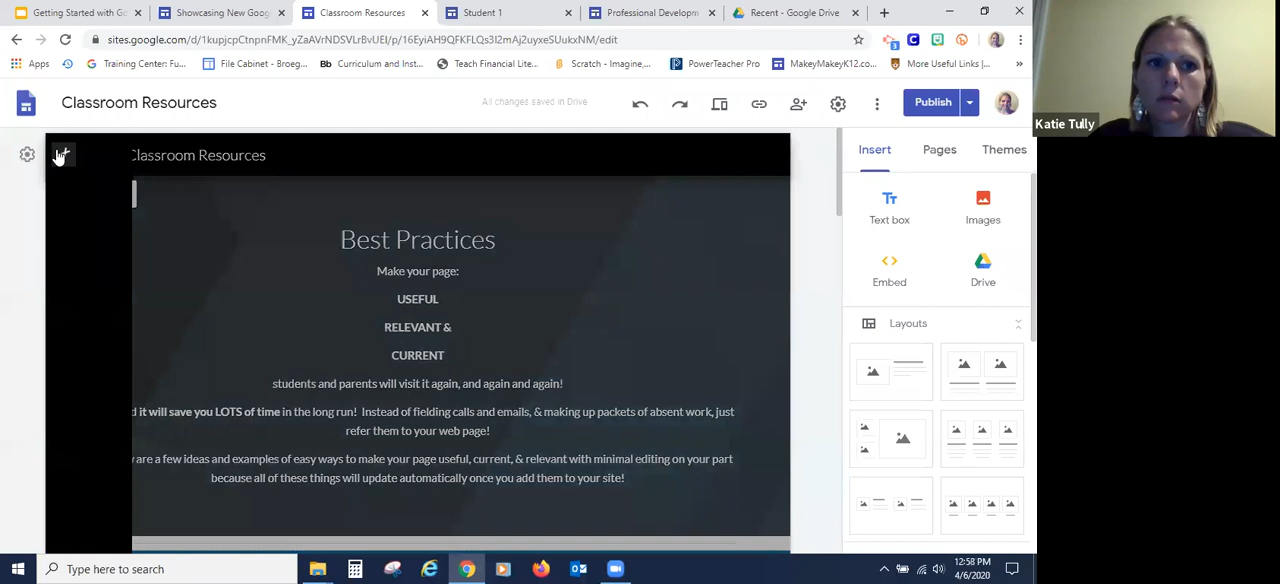 Getting Started with Go
Showcasing New Goog
Classroom Resources
Student 1
Professional Developm
Recent - Google Drive
sites.google.com/d/1kupjcpCtnpnFMK_yZaAVrNDSVLrBvUEI/p/16EyiAH9QFKFLQs3I2mAj2uyxeSUukxNM/edit
3
Apps
Training Center: Fu...
File Cabinet - Broeg...
Bb Curriculum and Inst...
Teach Financial Lite...
Scratch - Imagine,...
PowerTeacher Pro
MakeyMakeyK12.co...
More Useful Links |...
»
Classroom Resources
All changes saved in Drive
Publish
Katie Tully
Classroom Resources
Insert
Pages
Themes
Tт
Text box
Images
Embed
Drive
Layouts
Best Practices
Make your page:
USEFUL
RELEVANT &
CURRENT
students and parents will visit it again, and again and again!
d it will save you LOTS of time in the long run! Instead of fielding calls and emails, & making up packets of absent work, just
refer them to your web page!
are a few ideas and examples of easy ways to make your page useful, current, & relevant with minimal editing on your part
because all of these things will update automatically once you add them to your site!
Type here to search
12:58 PM
4/6/2020